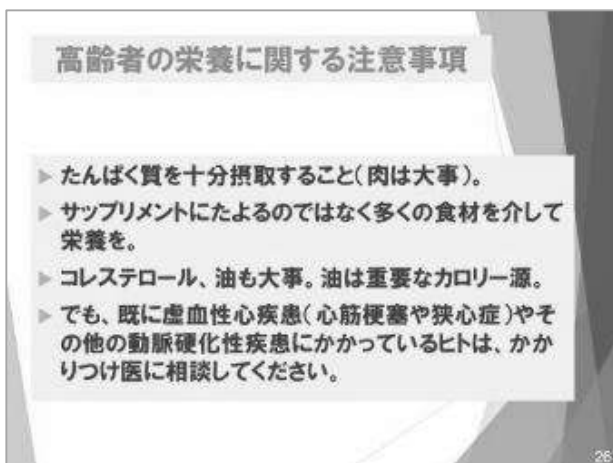 高齢者の栄養に関する注意事項
たんぱく質を十分摂取すること(肉は大事)。
サップリメントにたよるのではなく多くの食材を介して
栄養を。
コレステロール、油も大事。油は重要なカロリー源。
でも、既に虚血性心疾患(心筋梗塞や狭心症)やそ
の他の動脈硬化性疾患にかかっているヒトは、かか
りつけ医に相談してください。
26